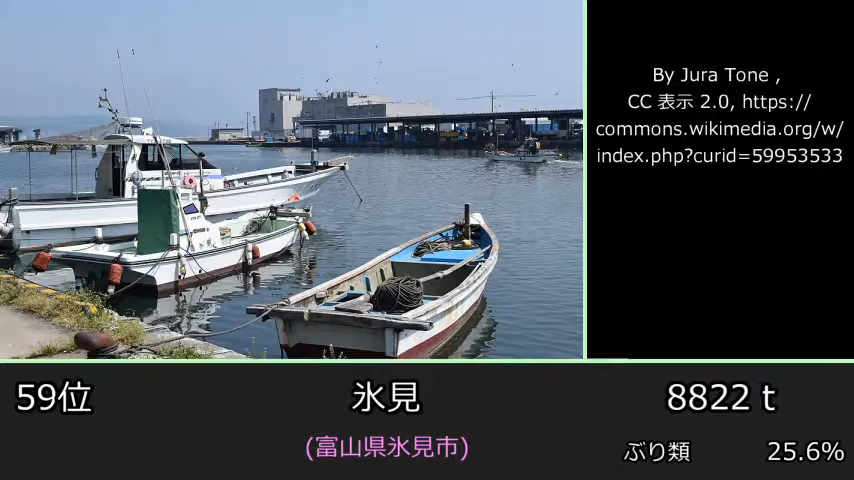 By Jura Tone ,
CC 表示 2.0, https://
commons.wikimedia.org/w/
index.php?curid=59953533
59位
氷見
8822 t
(富山県氷見市)
ぶり類
25.6%